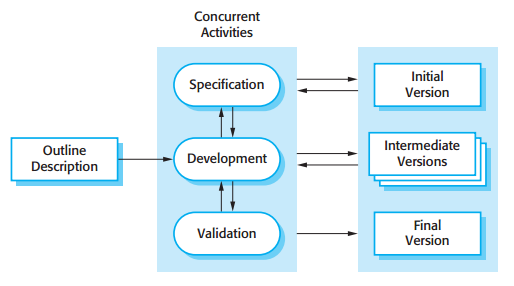 Concurrent
Activities
Specification
Initial
Version
Outline
Description
Development
Intermediate
Versions
Validation
Final
Version